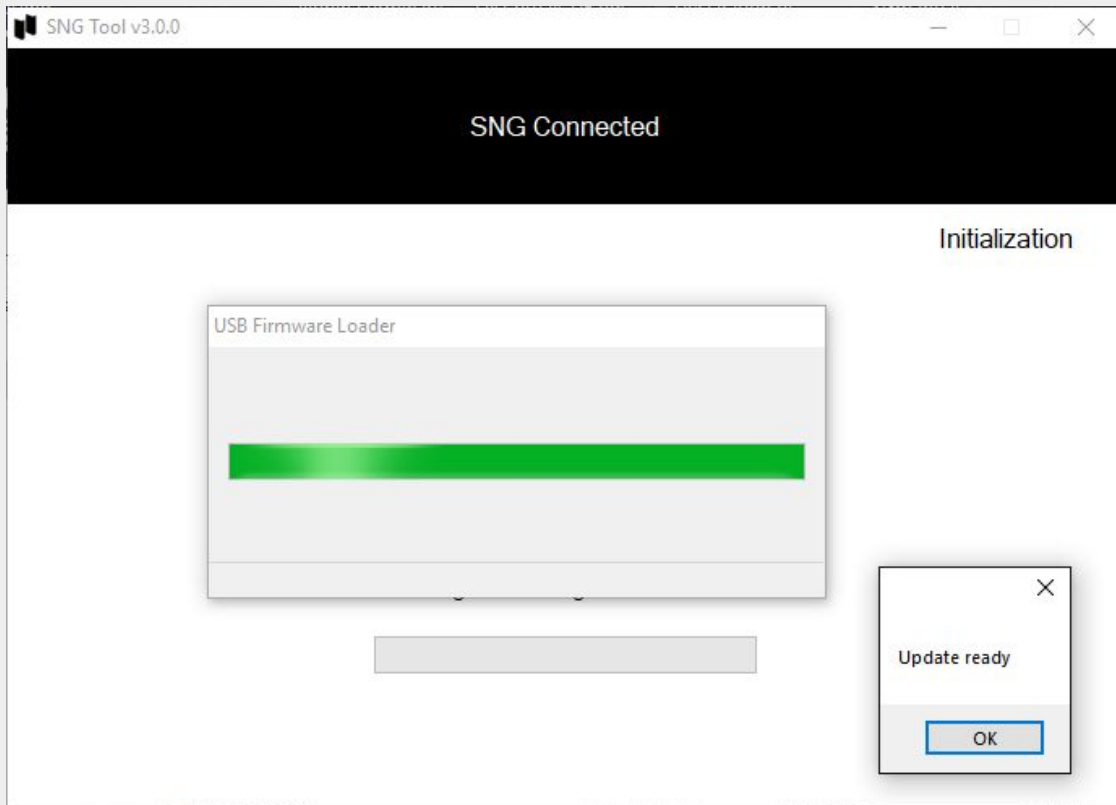 SNG Tool v3.0.0
SNG Connected
Initialization
USB Firmware Loader
Update ready
OK